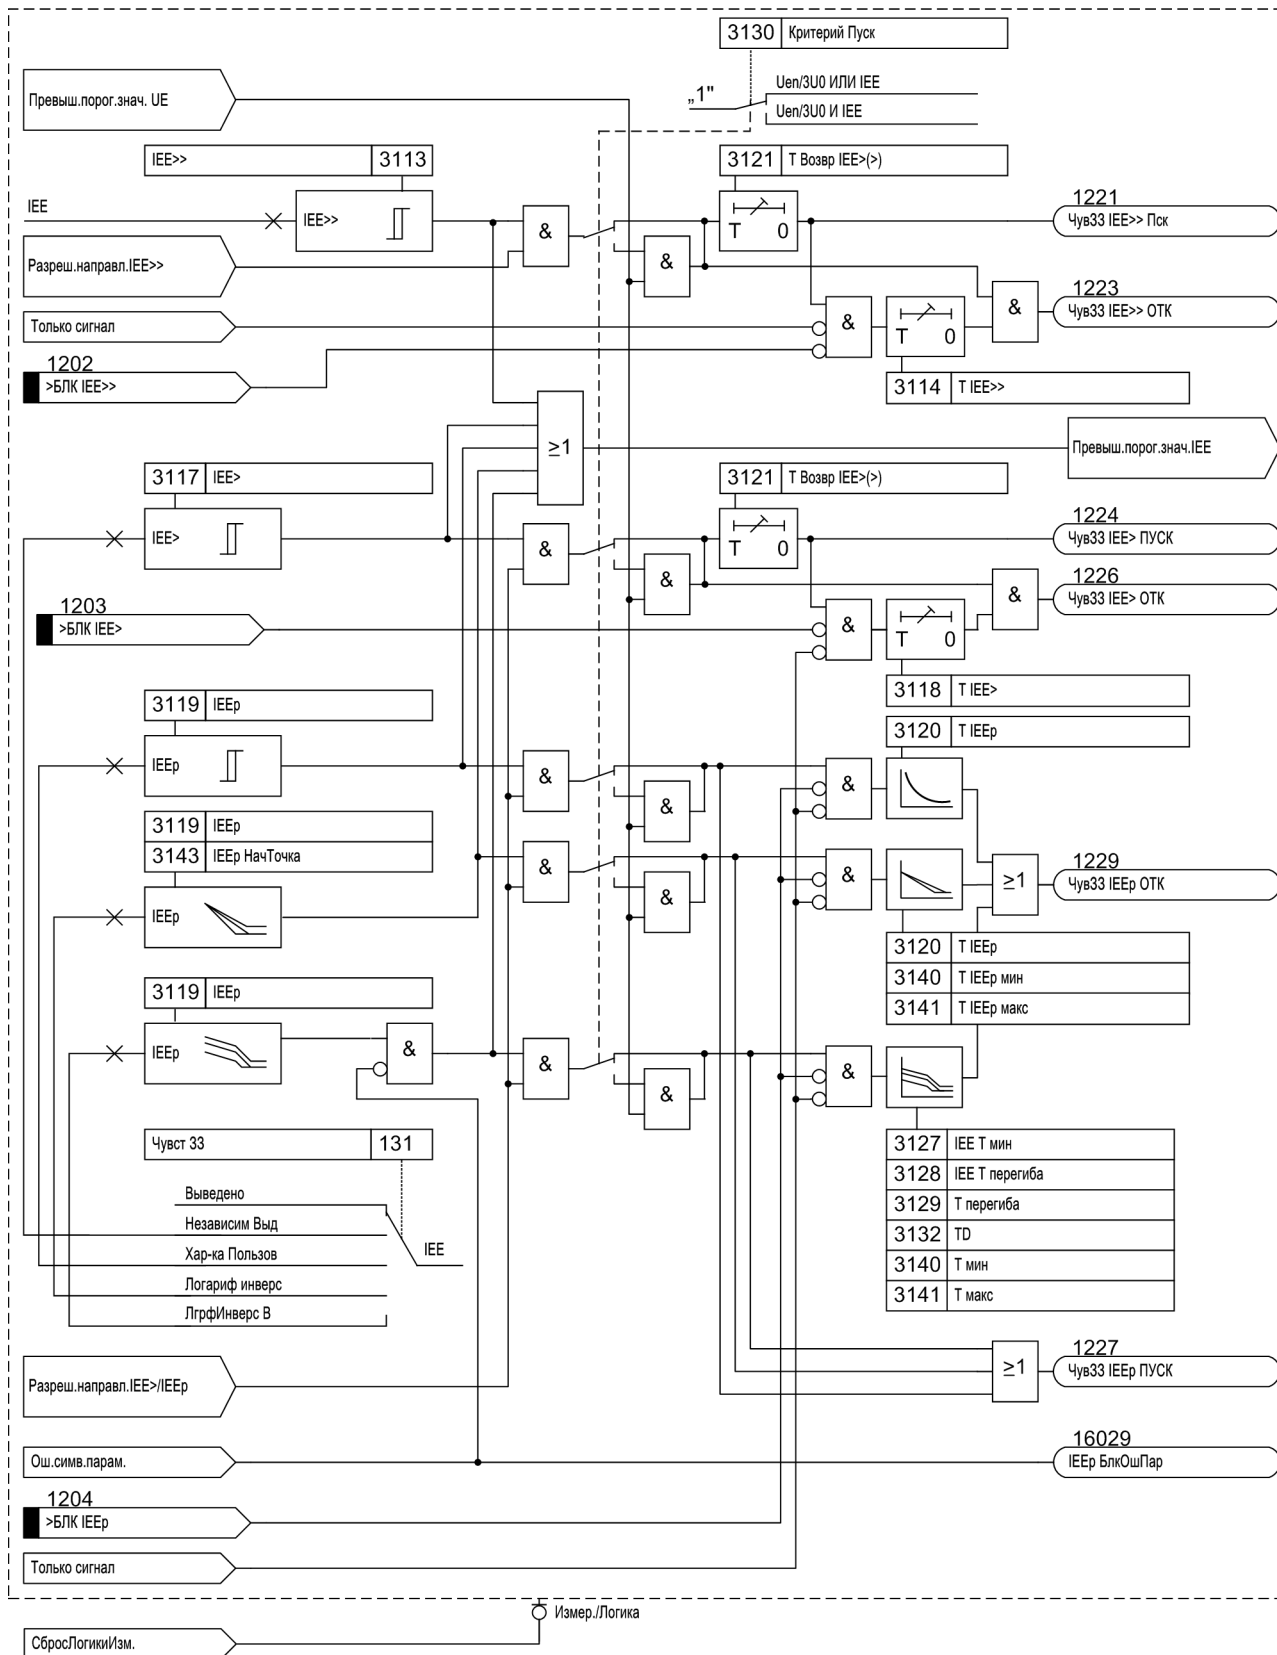 3130 Критерий Пуск
Превыш.порог.знач. UE
„1"
Uen/3U0 ИЛИ IEE
Uen/3U0 И IEE
IEE>> 3113
3121 T Возвр IEE>(>)
IEE
IEE>>
&
T 0
1221
Чув33 IEE>> Пск
Разреш.направл.IEE>>
&
1223
Чув33 IEE>> ОТК
Только сигнал
&
T 0
&
1202
>БЛК IEE>>
3114 T IEE>>
≥1
Превыш.порог.знач.IEE
3117 IEE>
3121 T Возвр IEE>(>)
IEE>
&
T 0
1224
Чув33 IEE> ПУСК
&
1226
Чув33 IEE> ОТК
1203
>БЛК IEE>
&
T 0
&
3118 T IEE>
3119 IEEp
3120 T IEEp
IEEp
&
&
&
3119 IEEp
3143 IEEp НачТочка
&
&
&
≥1
1229
Чув33 IEEp ОТК
IEEp
3120 T IEEp
3140 T IEEp мин
3141 T IEEp макс
3119 IEEp
IEEp
&
&
&
&
Чувст 33 131
3127 IEE T мин
3128 IEE T перегиба
3129 T перегиба
3132 TD
3140 T мин
3141 T макс
Выведено
Независим Выд
Хар-ка Пользов
Логариф инверс
ЛгрфИнверс В
IEE
Разреш.направл.IEE>/IEEp
≥1
1227
Чув33 IEEp ПУСК
Ош.симв.парам.
16029
IEEp БлкОшПар
1204
>БЛК IEEp
Только сигнал
Измер./Логика
СбросЛогикиИзм.